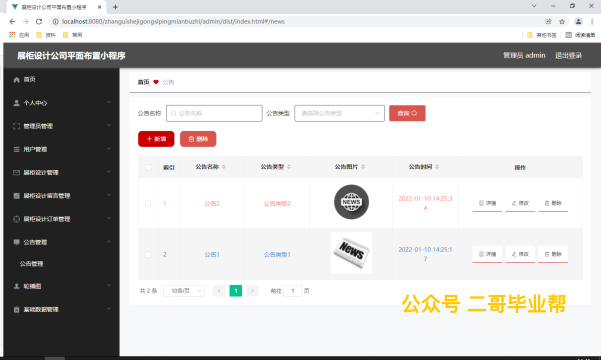 展柜设计公司平面布置小程序
localhost:8080/zhanguishejigongsipingmianbuzhi/admin/dist/index.html#/news
应用 资料 常用 其他书签 阅读清单
展柜设计公司平面布置小程序 管理员 admin 退出登录
首页
个人中心
管理员管理
用户管理
展柜设计管理
展柜设计留言管理
展柜设计订单管理
公告管理
公告管理
轮播图
基础数据管理
首页 公告
公告名称 公告名称 公告类型 请选择公告类型 查询
+ 新增 删除
索引 公告名称 公告类型 公告图片 公告时间 操作
1 公告2 公告类型2 NEWS 2022-01-10 14:25:34 详情 修改 删除
2 公告1 公告类型1 News 2022-01-10 14:25:17 详情 修改 删除
共 2 条 10条/页 1 前往 1 页
公众号 二哥毕业帮